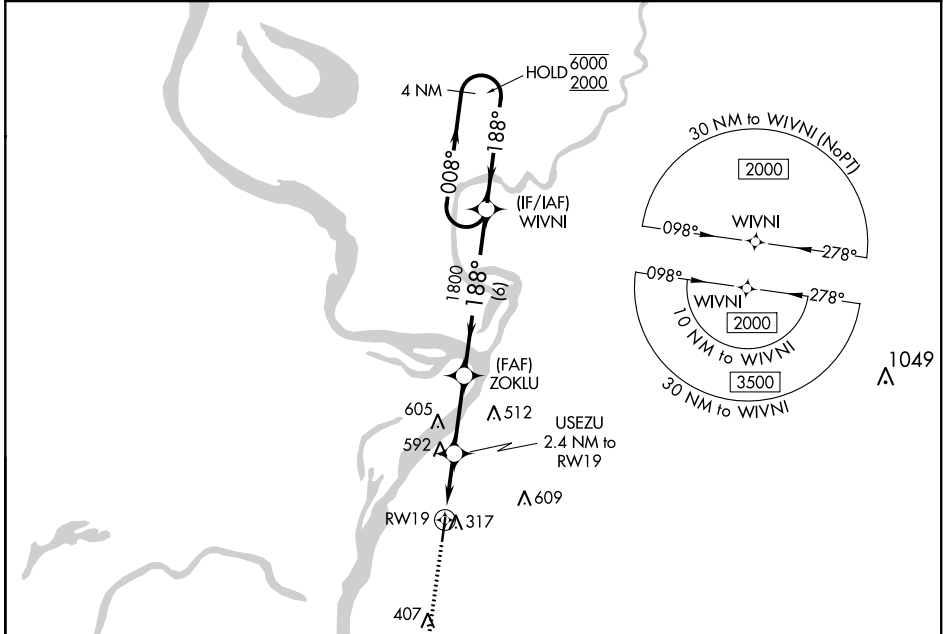 HOLD 6000
2000
4 NM
188°
008°
(IF/IAF)
WIVNI
1800
188°
(6)
(FAF)
ZOKLU
605
512
592
USEZU
2.4 NM to
RW19
609
RW19
317
407
30 NM to WIVNI (NoPT)
2000
WIVNI
098°
278°
098°
278°
WIVNI
2000
10 NM to WIVNI
3500
30 NM to WIVNI
1049